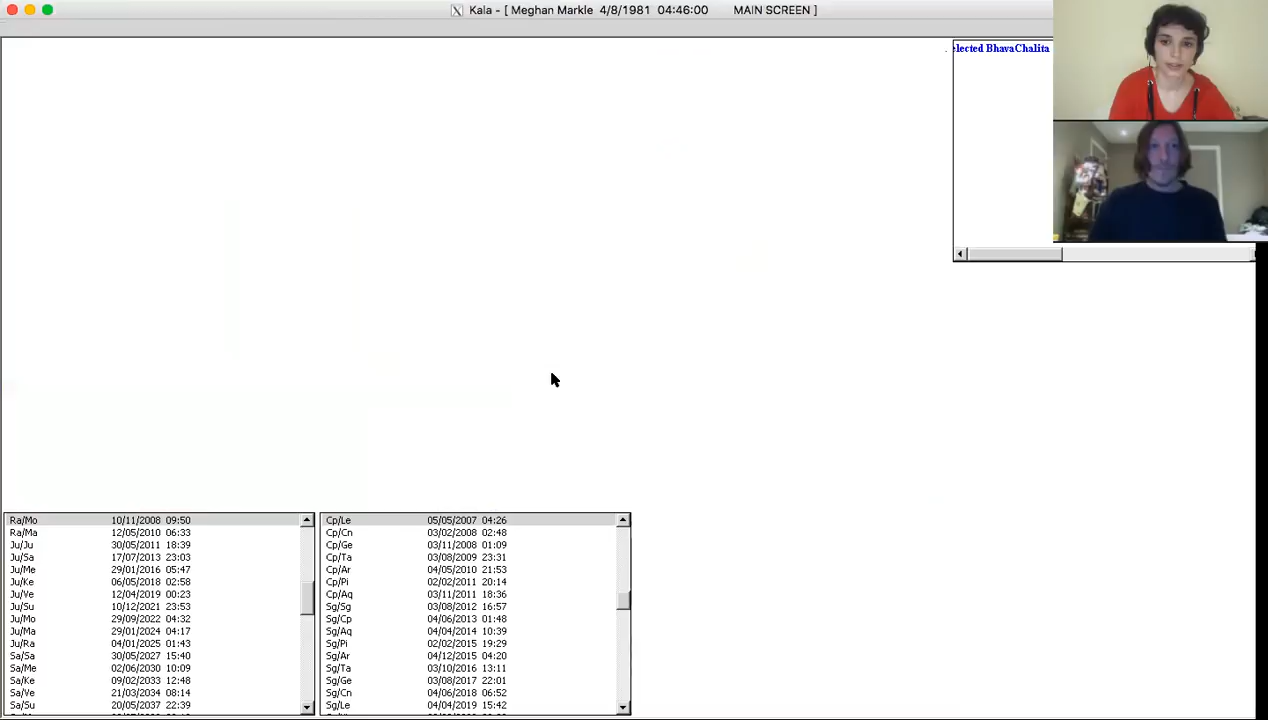 Kala - [ Meghan Markle 4/8/1981 04:46:00 MAIN SCREEN ]
elected BhavaChalita
Ra/Mo 10/11/2008 09:50
Ra/Ma 12/05/2010 06:33
Ju/Ju 30/05/2011 18:39
Ju/Sa 17/07/2013 23:03
Ju/Me 29/01/2016 05:47
Ju/Ke 06/05/2018 02:58
Ju/Ve 12/04/2019 00:23
Ju/Su 10/12/2021 23:53
Ju/Mo 29/09/2022 04:32
Ju/Ma 29/01/2024 04:17
Ju/Ra 04/01/2025 01:43
Sa/Sa 30/05/2027 15:40
Sa/Me 02/06/2030 10:09
Sa/Ke 09/02/2033 12:48
Sa/Ve 21/03/2034 08:14
Sa/Su 20/05/2037 22:39
Cp/Le 05/05/2007 04:26
Cp/Cn 03/02/2008 02:48
Cp/Ge 03/11/2008 01:09
Cp/Ta 03/08/2009 23:31
Cp/Ar 04/05/2010 21:53
Cp/Pi 02/02/2011 20:14
Cp/Aq 03/11/2011 18:36
Sg/Sg 03/08/2012 16:57
Sg/Cp 04/06/2013 01:48
Sg/Aq 04/04/2014 10:39
Sg/Pi 02/02/2015 19:29
Sg/Ar 04/12/2015 04:20
Sg/Ta 03/10/2016 13:11
Sg/Ge 03/08/2017 22:01
Sg/Cn 04/06/2018 06:52
Sg/Le 04/04/2019 15:42